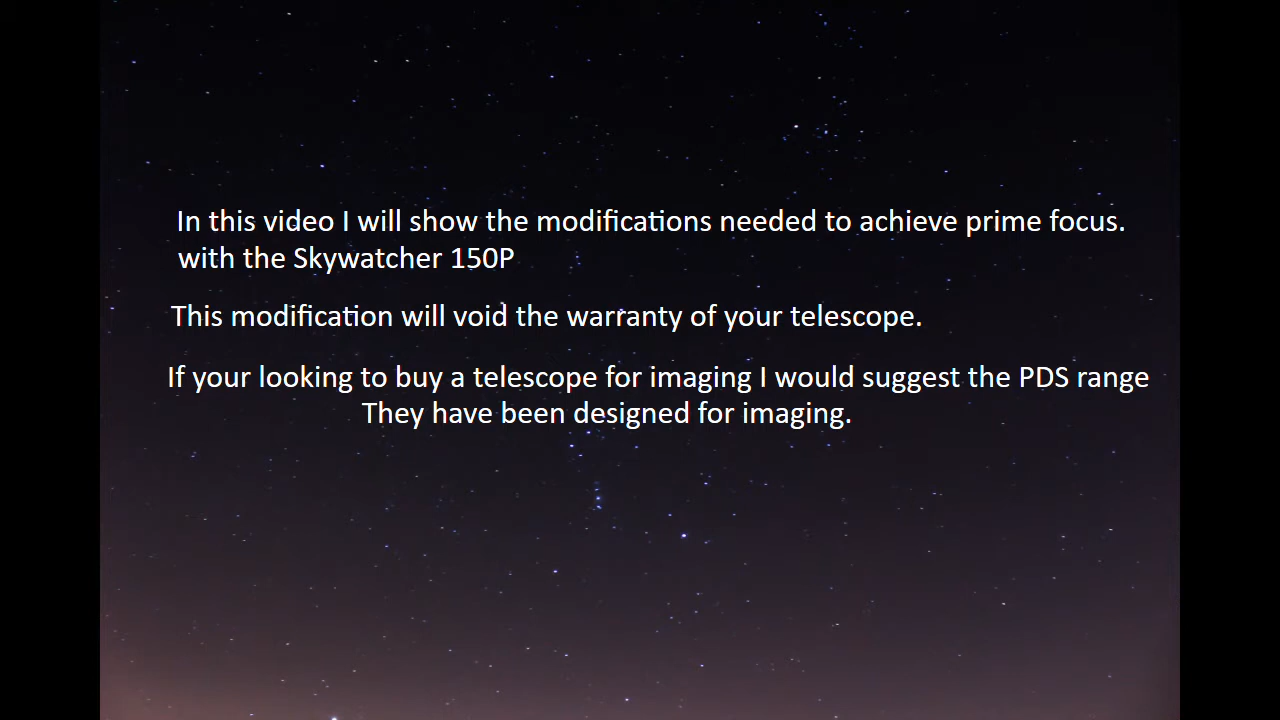 In this video I will show the modifications needed to achieve prime focus.
with the Skywatcher 150P
This modification will void the warranty of your telescope.
If your looking to buy a telescope for imaging I would suggest the PDS range
They have been designed for imaging.